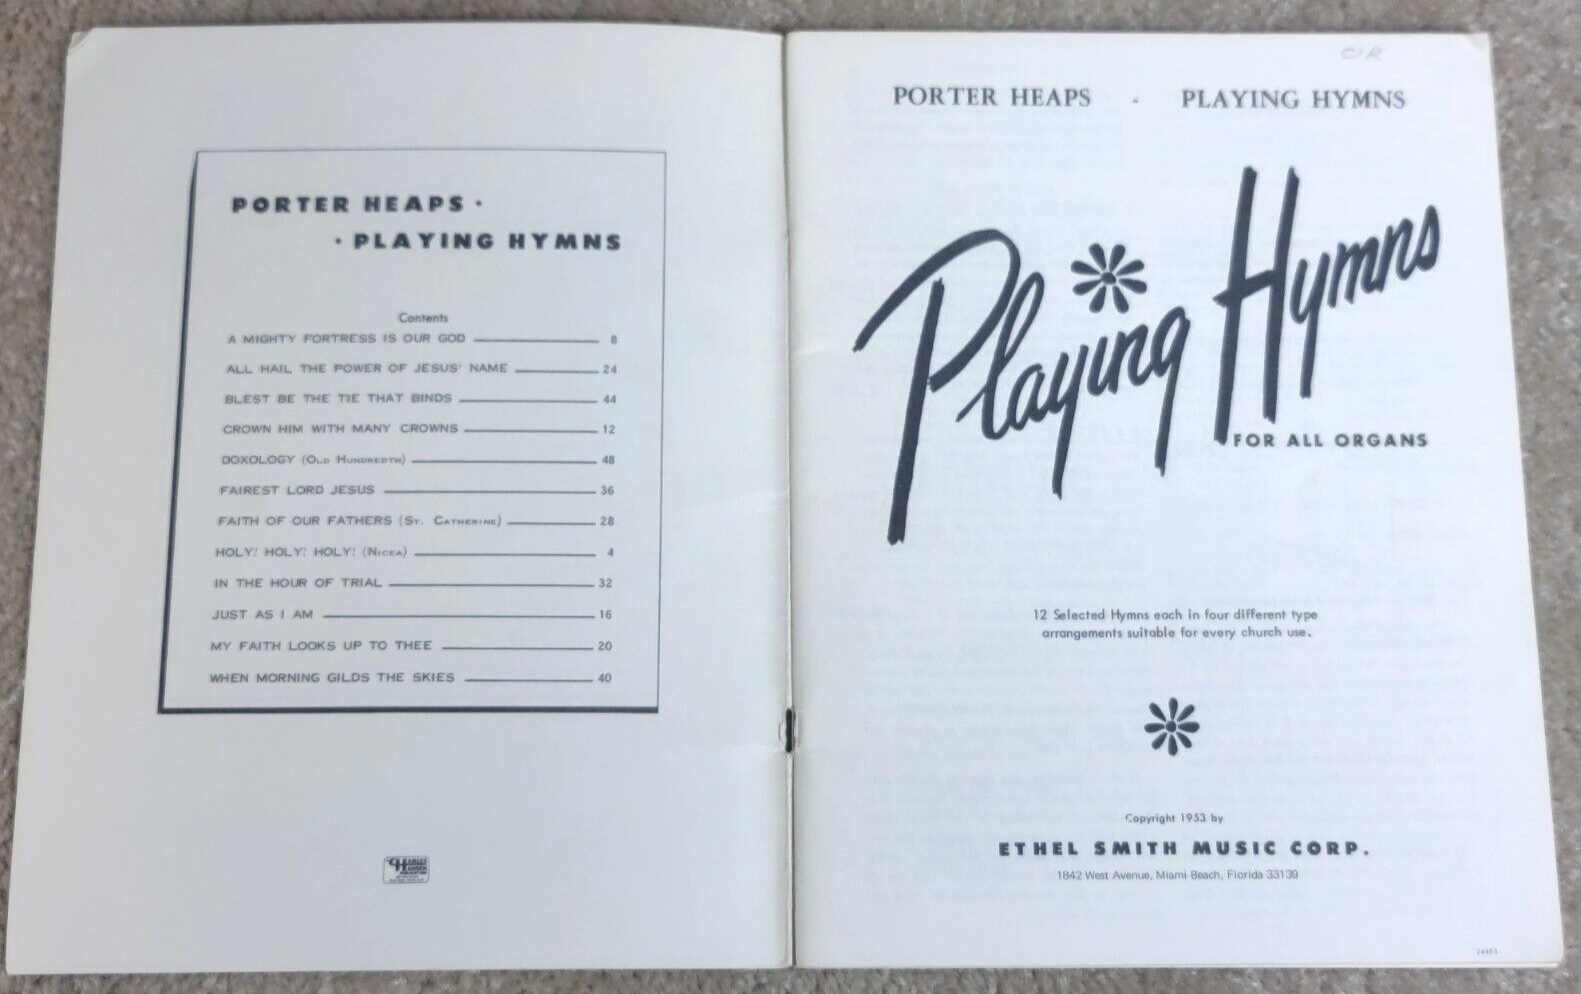 PORTER HEAPS ·
· PLAYING HYMNS
Contents
A MIGHTY FORTRESS IS OUR GOD 8
ALL HAIL THE POWER OF JESUS' NAME 24
BLEST BE THE TIE THAT BINDS 44
CROWN HIM WITH MANY CROWNS 12
DOXOLOGY (OLD HUNDREDTH) 48
FAIREST LORD JESUS 36
FAITH OF OUR FATHERS (ST. CATHERINE) 28
HOLY! HOLY! HOLY! (NICEA) 4
IN THE HOUR OF TRIAL 32
JUST AS I AM 16
MY FAITH LOOKS UP TO THEE 20
WHEN MORNING GILDS THE SKIES 40
CHARLES
HANSEN
OR
PORTER HEAPS - PLAYING HYMNS
Playing Hymns
FOR ALL ORGANS
12 Selected Hymns each in four different type
arrangements suitable for every church use.
Copyright 1953 by
ETHEL SMITH MUSIC CORP.
1842 West Avenue, Miami Beach, Florida 33139